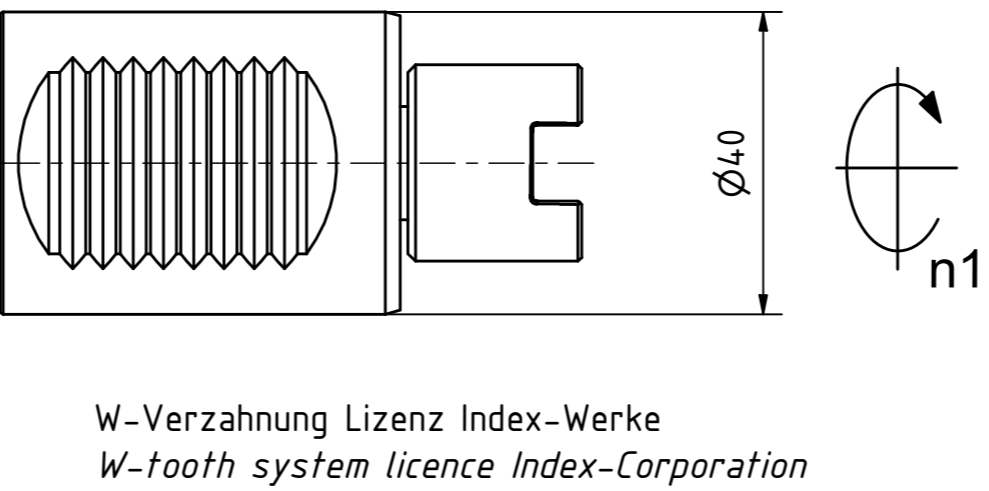 Ø40
n1
W-Verzahnung Lizenz Index-Werke
W-tooth system licence Index-Corporation